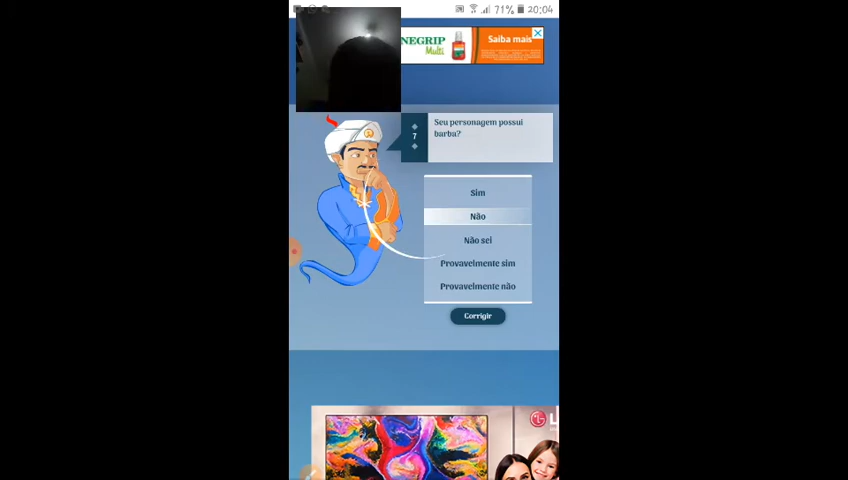 71% 20:04
NEGRIP
Multi
Saiba mais
7
Seu personagem possui
barba?
Sim
Não
Não sei
Provavelmente sim
Provavelmente não
Corrigir
LG